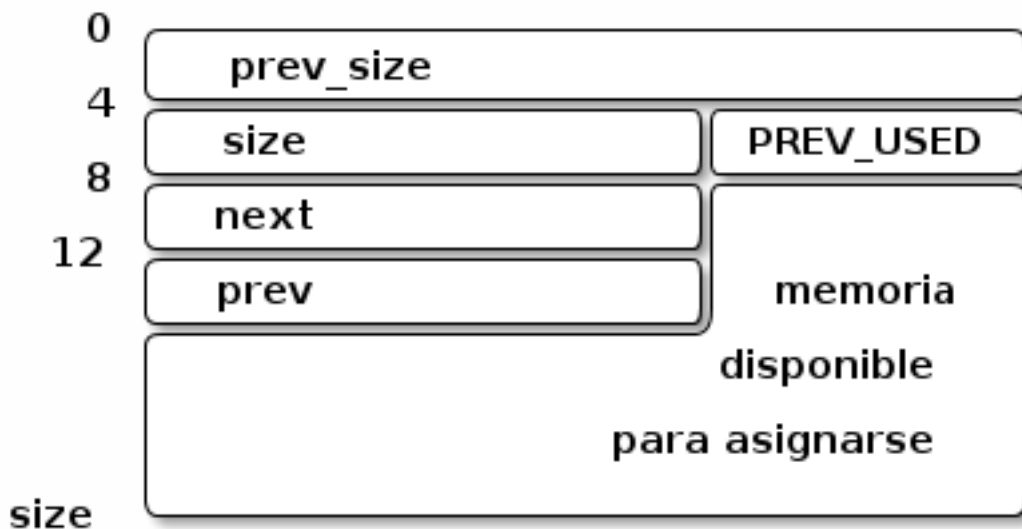 0
prev_size
4
size PREV_USED
8
next
12
prev memoria
disponible
para asignarse
size